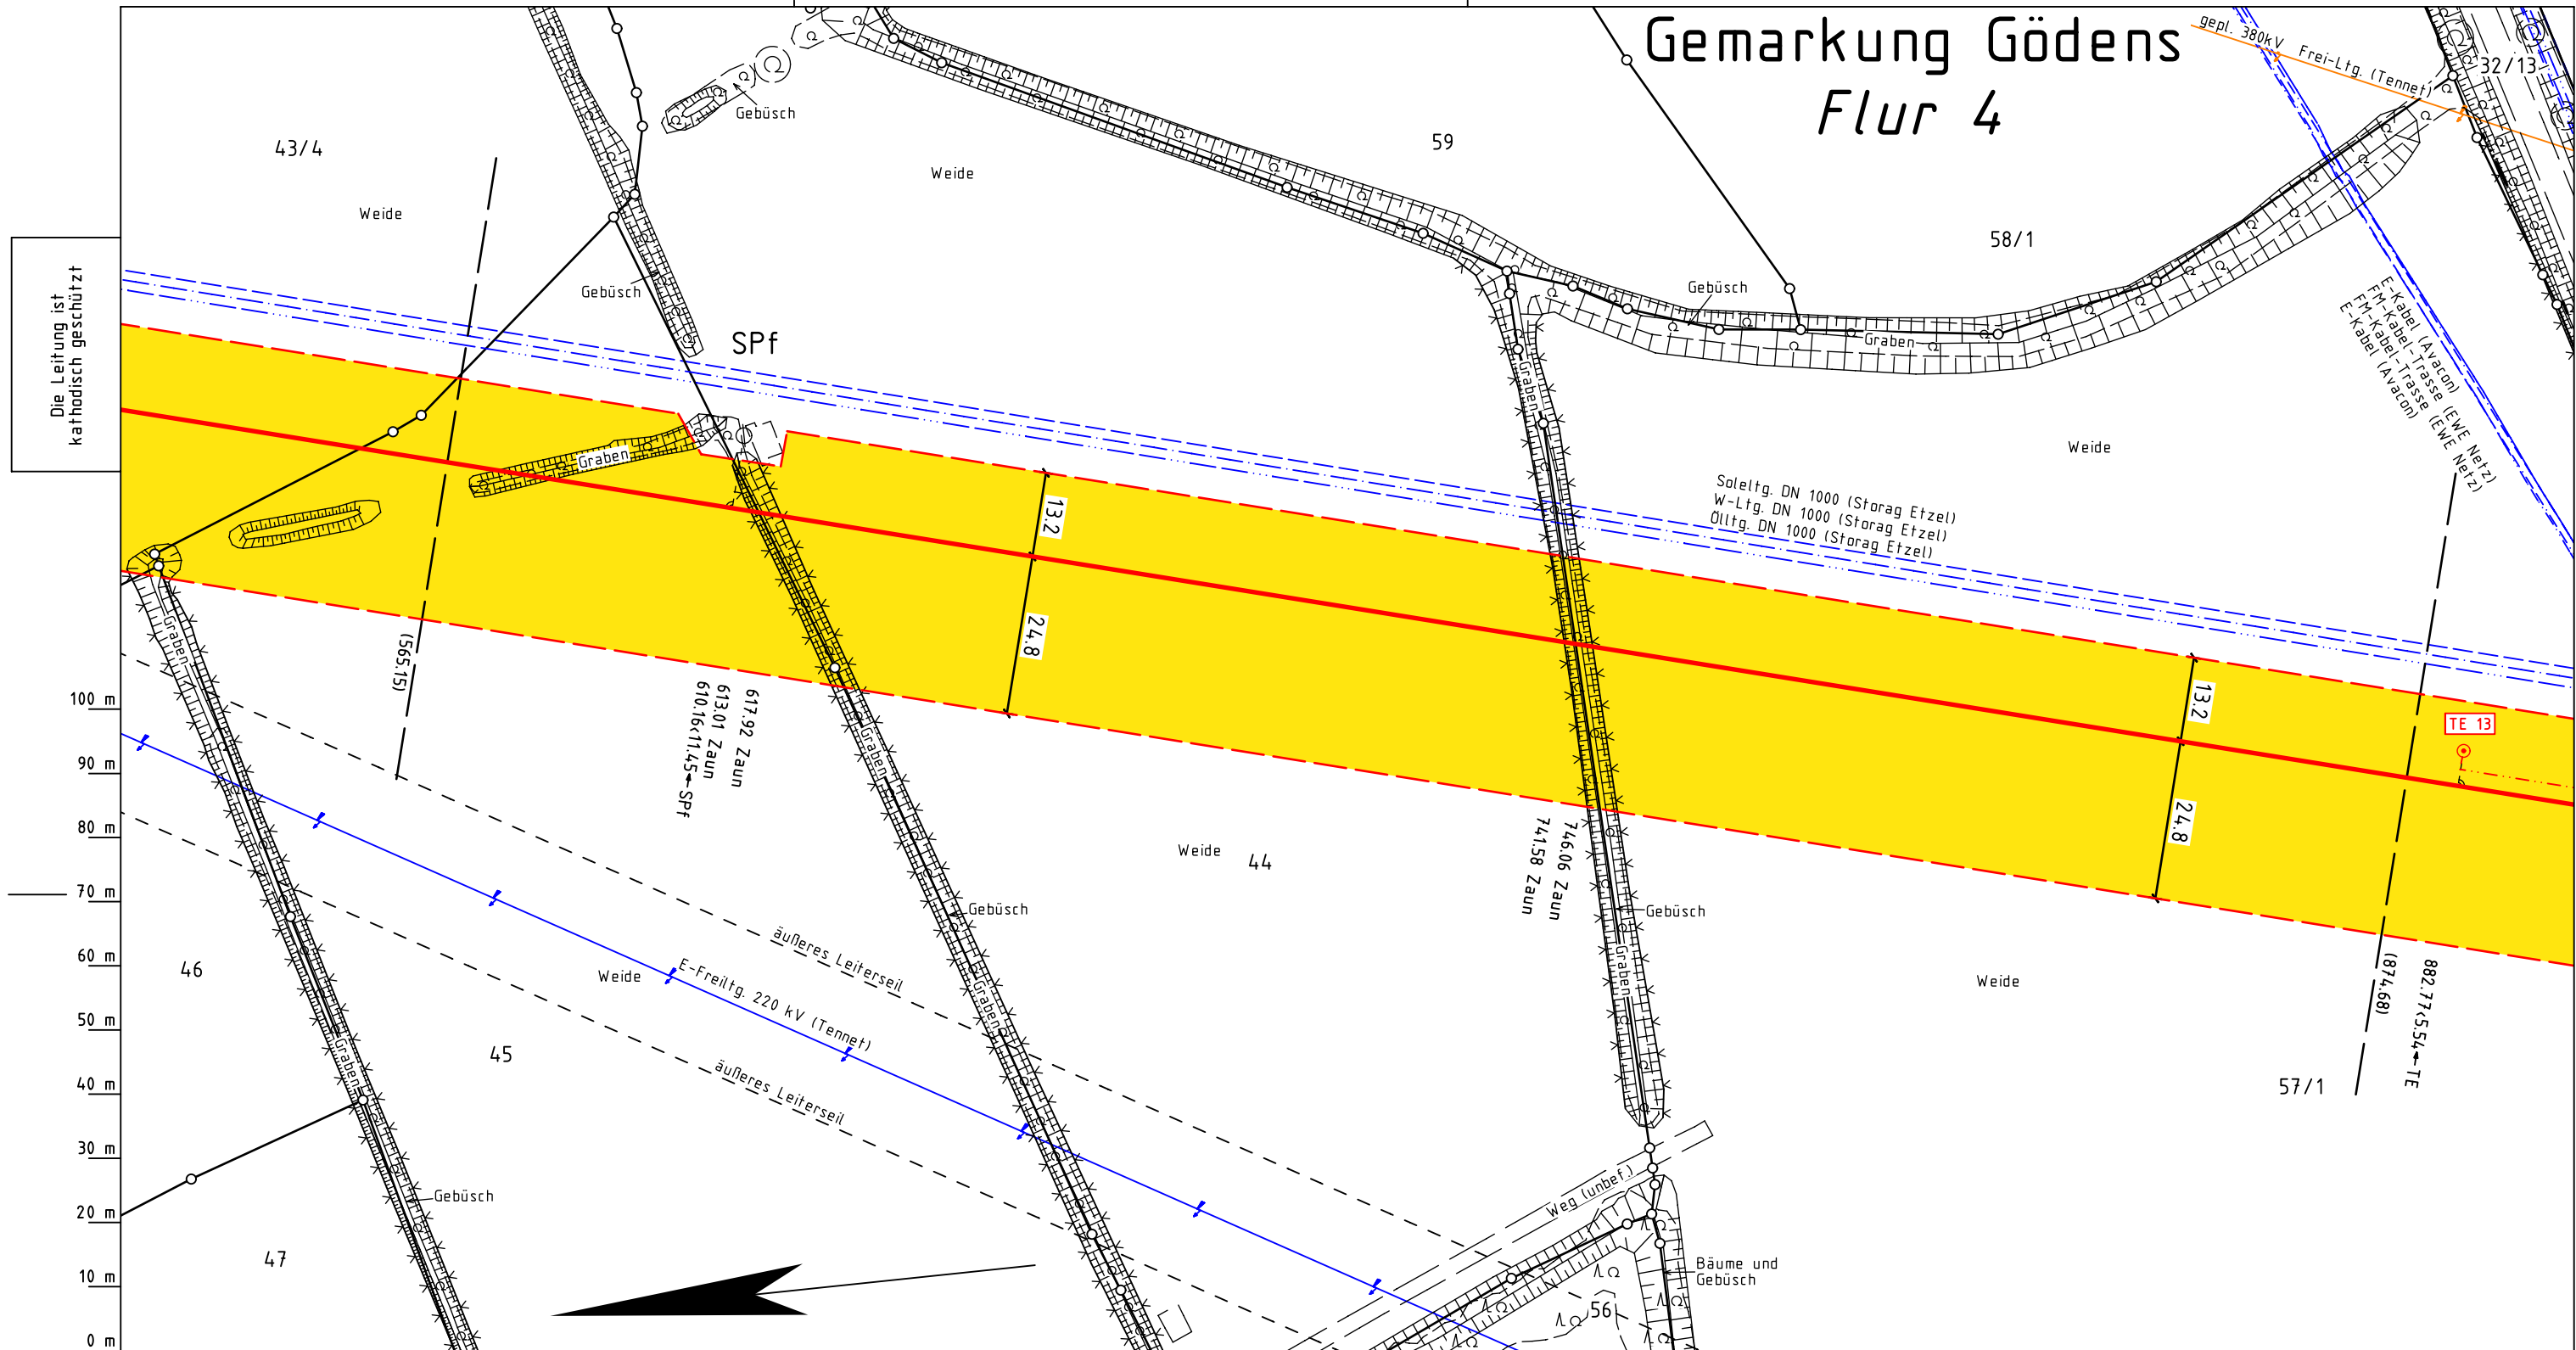 Gemarkung Gödens
Flur 4
gepl. 380kV Frei-Ltg. (Tennet)
32/13
43/4
Weide
Gebüsch
Weide
59
58/1
Gebüsch
Gebüsch
Graben
Die Leitung ist
kathodisch geschützt
SPf
Graben
Graben
Weide
E-Kabel (Avacon)
FM-Kabel-Trasse (EWE Netz)
FM-Kabel-Trasse (EWE Netz)
E-Kabel (Avacon)
Soleltg. DN 1000 (Storag Etzel)
W-Ltg. DN 1000 (Storag Etzel)
Ölltg. DN 1000 (Storag Etzel)
13.2
24.8
13.2
24.8
TE 13
Graben
(565.15)
617.92 Zaun
613.01 Zaun
610.16<11.45→SPf
Graben
746.06 Zaun
741.58 Zaun
Weide
44
Gebüsch
Gebüsch
Graben
Weide
882.77<5.54→TE
(874.68)
57/1
100 m
90 m
80 m
70 m
60 m
50 m
40 m
30 m
20 m
10 m
0 m
46
45
47
Weide
äußeres Leiterseil
E-Freiltg. 220 kV (Tennet)
äußeres Leiterseil
Graben
Graben
Gebüsch
Weg (unbef.)
Bäume und
Gebüsch
56